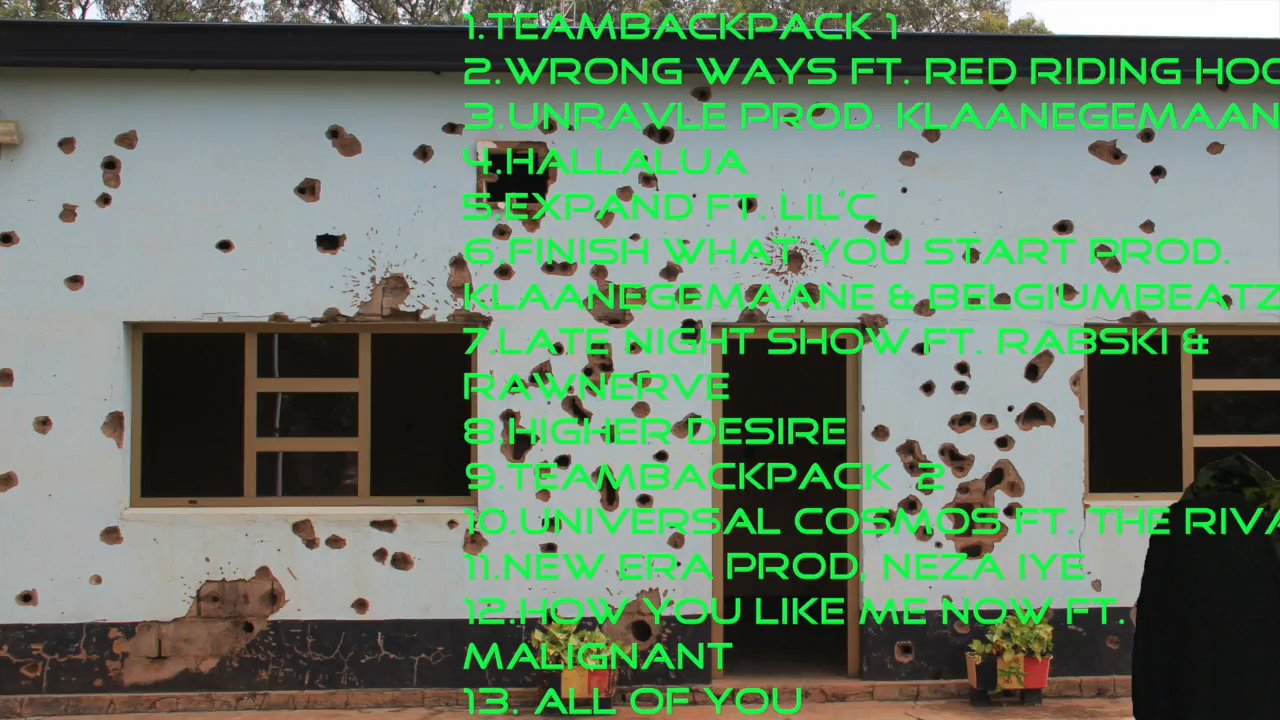 1.TEAMBACKPACK 1
2.WRONG WAYS FT. RED RIDING HOO
3.UNRAVLE PROD. KLAANEGEMAAN
4.HALLALUA
5.EXPAND FT. LIL'C
6.FINISH WHAT YOU START PROD.
KLAANEGEMAANE & BELGIUMBEATZ
7.LATE NIGHT SHOW FT. RABSKI &
RAWNERVE
8.HIGHER DESIRE
9.TEAMBACKPACK 2
10.UNIVERSAL COSMOS FT. THE RIVA
11.NEW ERA PROD, NEZA IYE
12.HOW YOU LIKE ME NOW FT.
MALIGNANT
13. ALL OF YOU